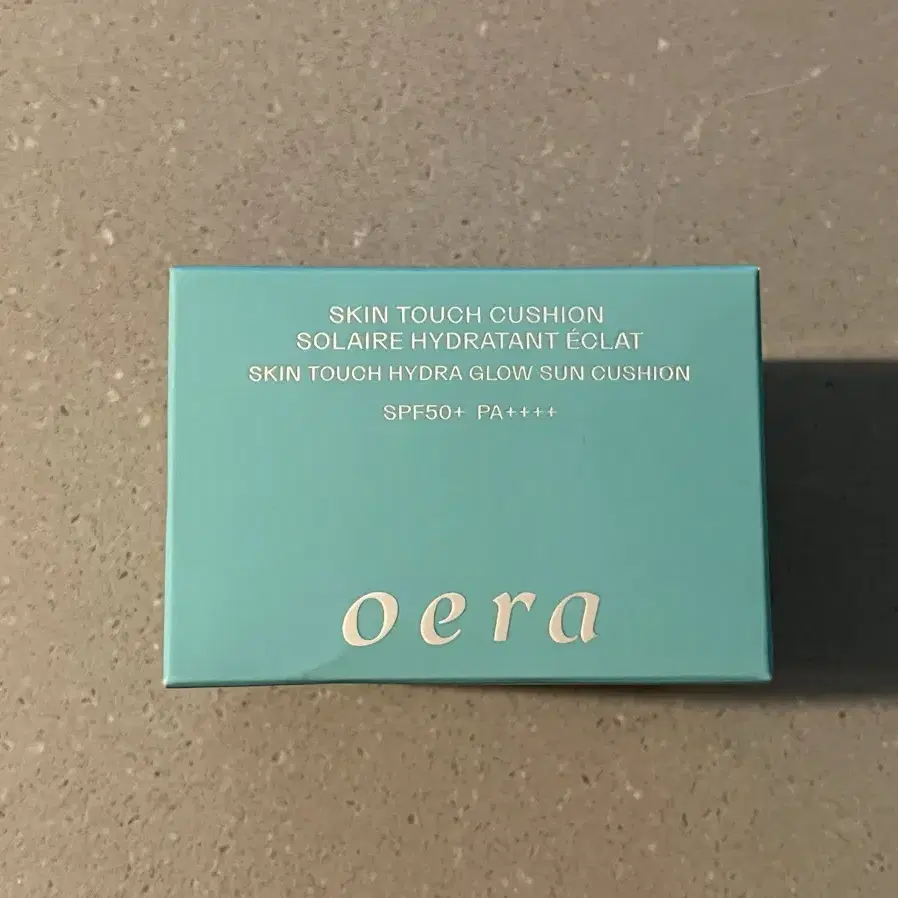 SKIN TOUCH CUSHION
SOLAIRE HYDRATANT ÉCLAT
SKIN TOUCH HYDRA GLOW SUN CUSHION
SPF50+ PA++++
oera